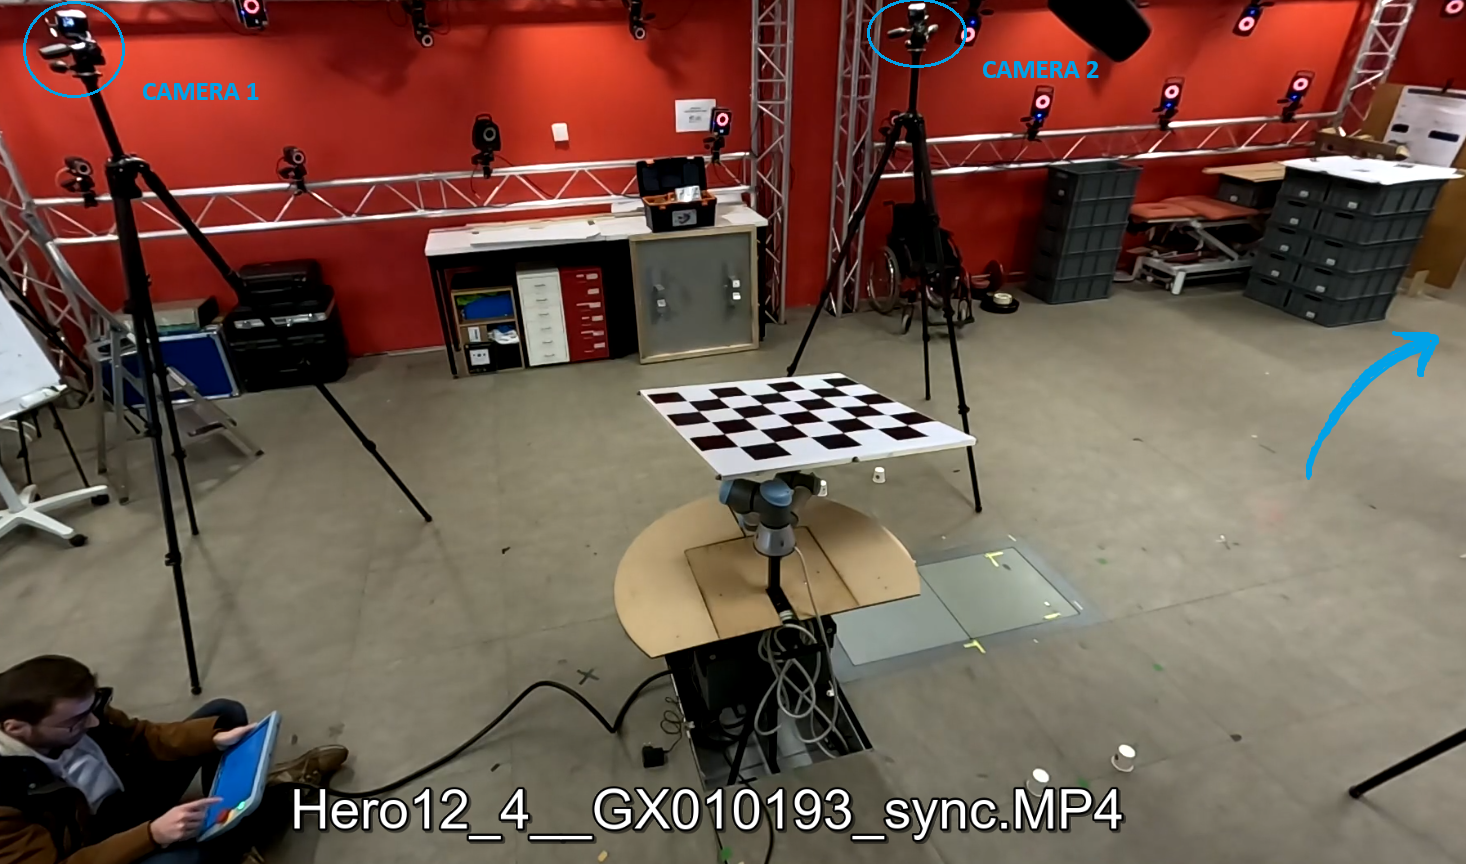 CAMERA 1
CAMERA 2
Hero12_4__GX010193_sync.MP4